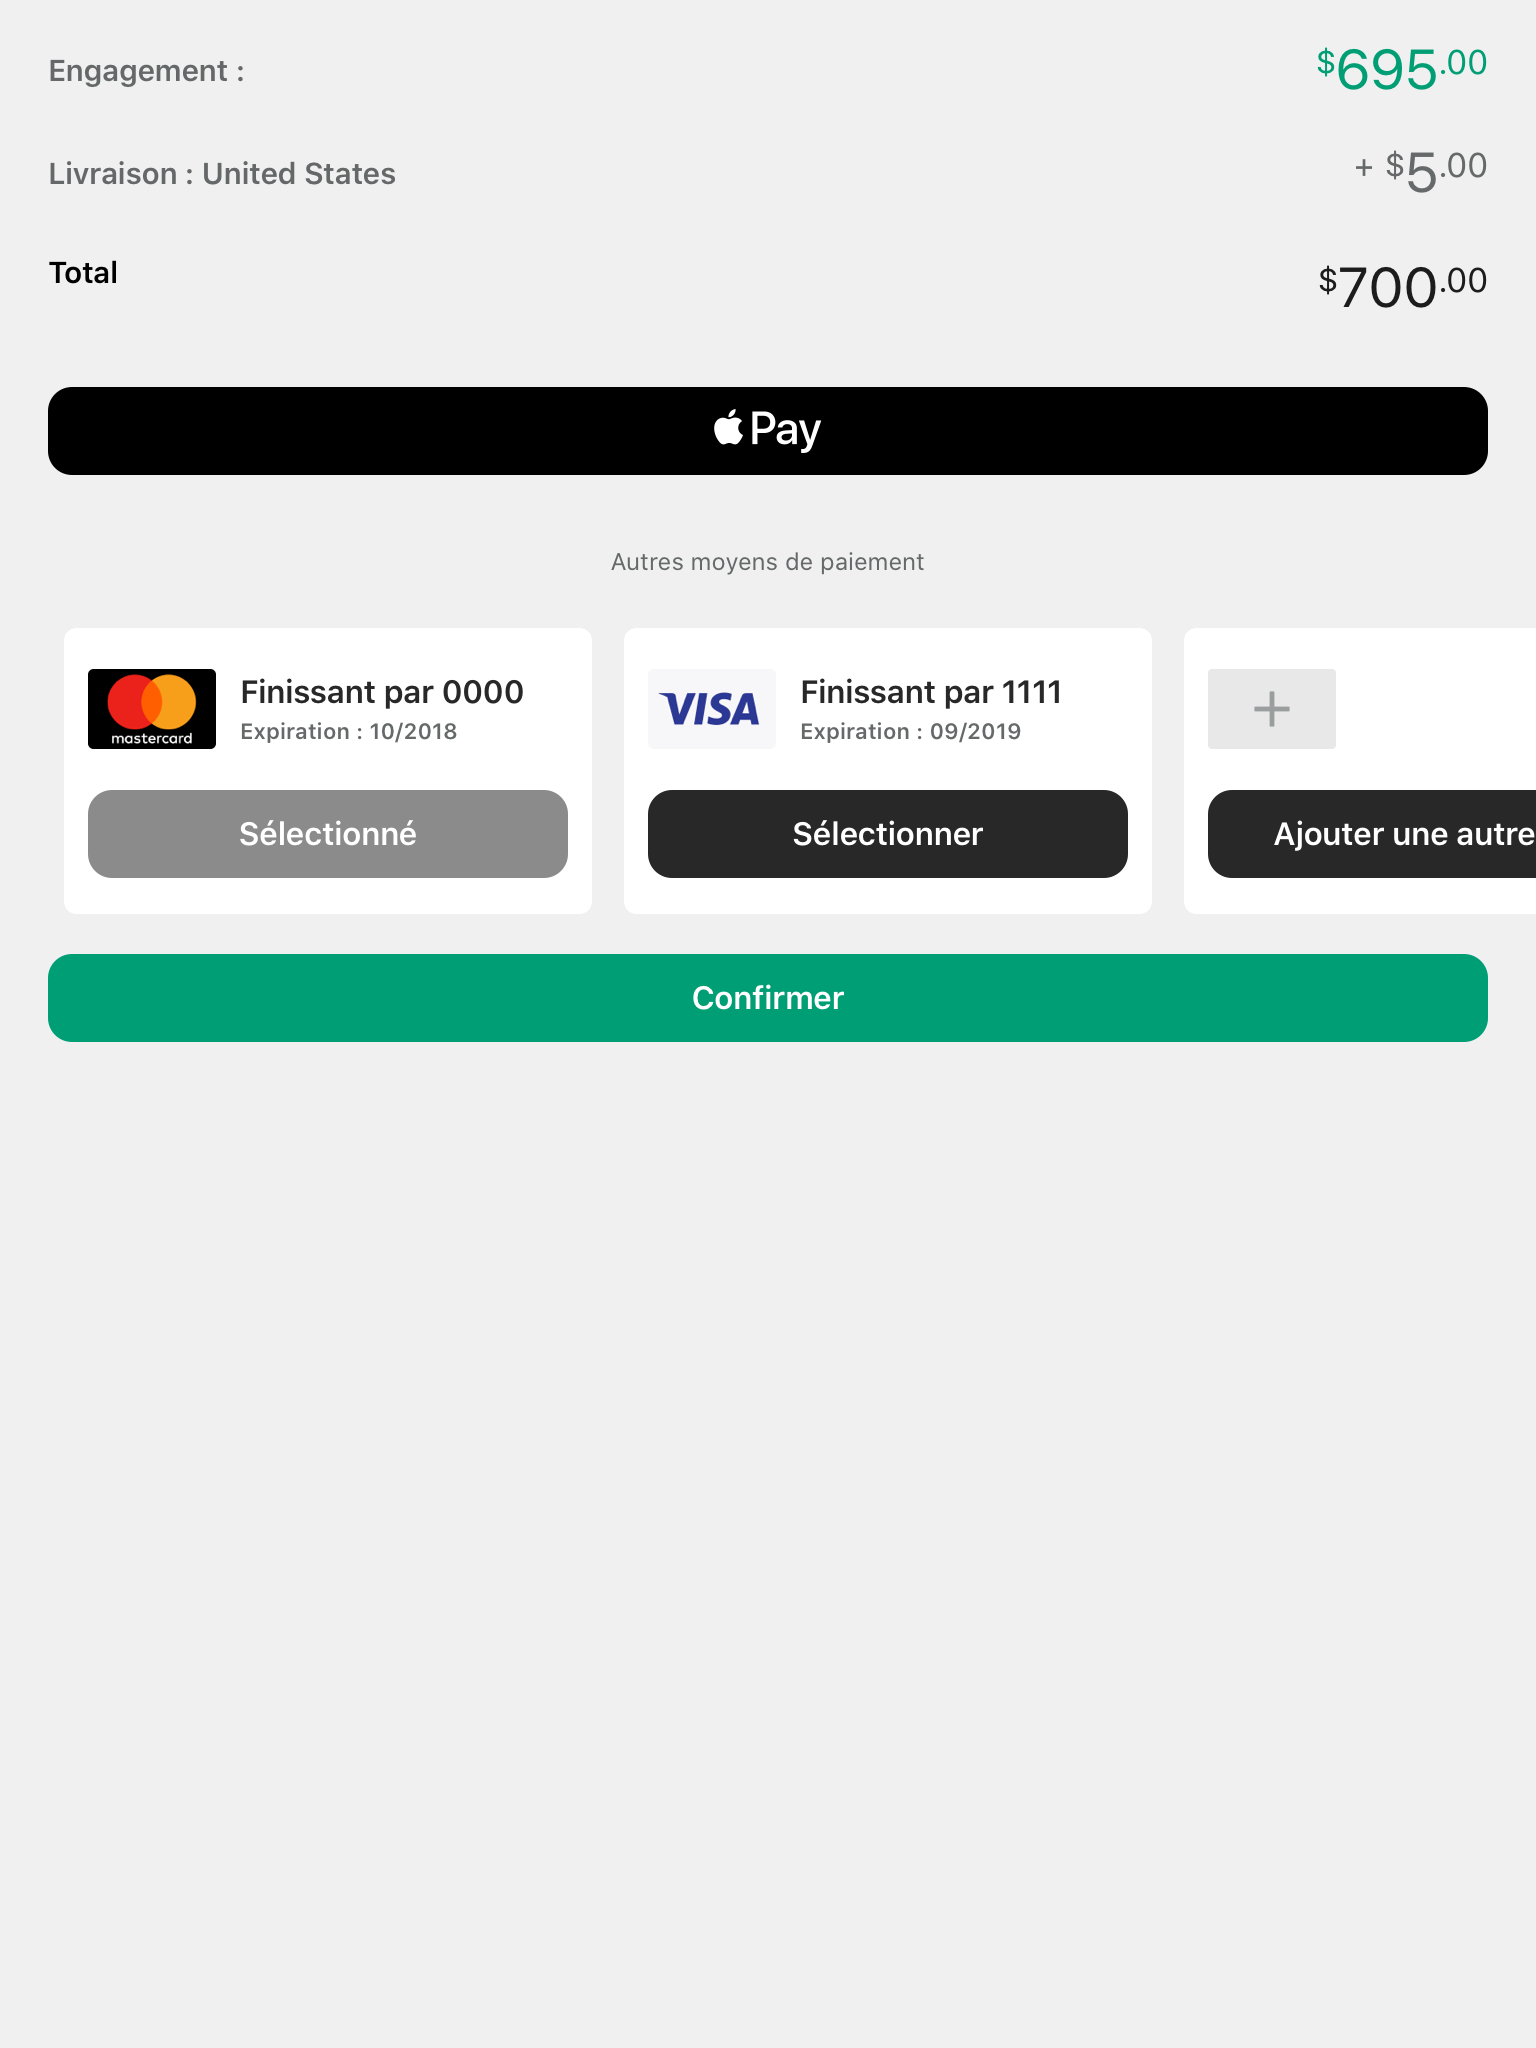 Engagement :
$695.00
Livraison : United States
+ $5.00
Total
$700.00
Pay
Autres moyens de paiement
mastercard
Finissant par 0000
Expiration : 10/2018
Sélectionné
VISA
Finissant par 1111
Expiration : 09/2019
Sélectionner
Ajouter une autre
Confirmer